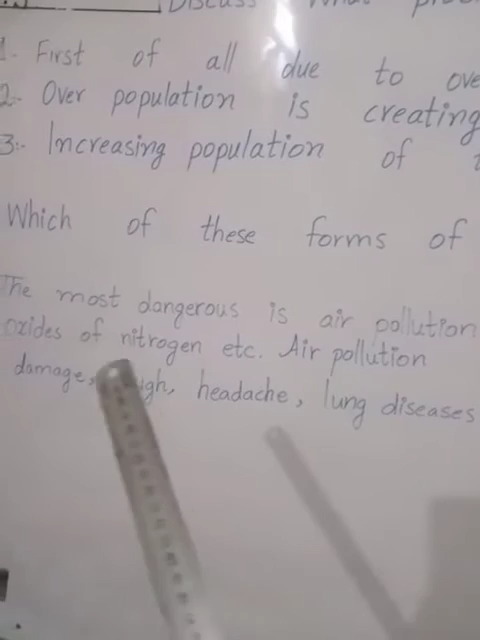 Discuss What
1- First of all due to
2:- Over population is creating
3:- Increasing population of
Which of these forms of
The most dangerous is air pollution
oxides of nitrogen etc. Air pollution
damage, headache, lung diseases